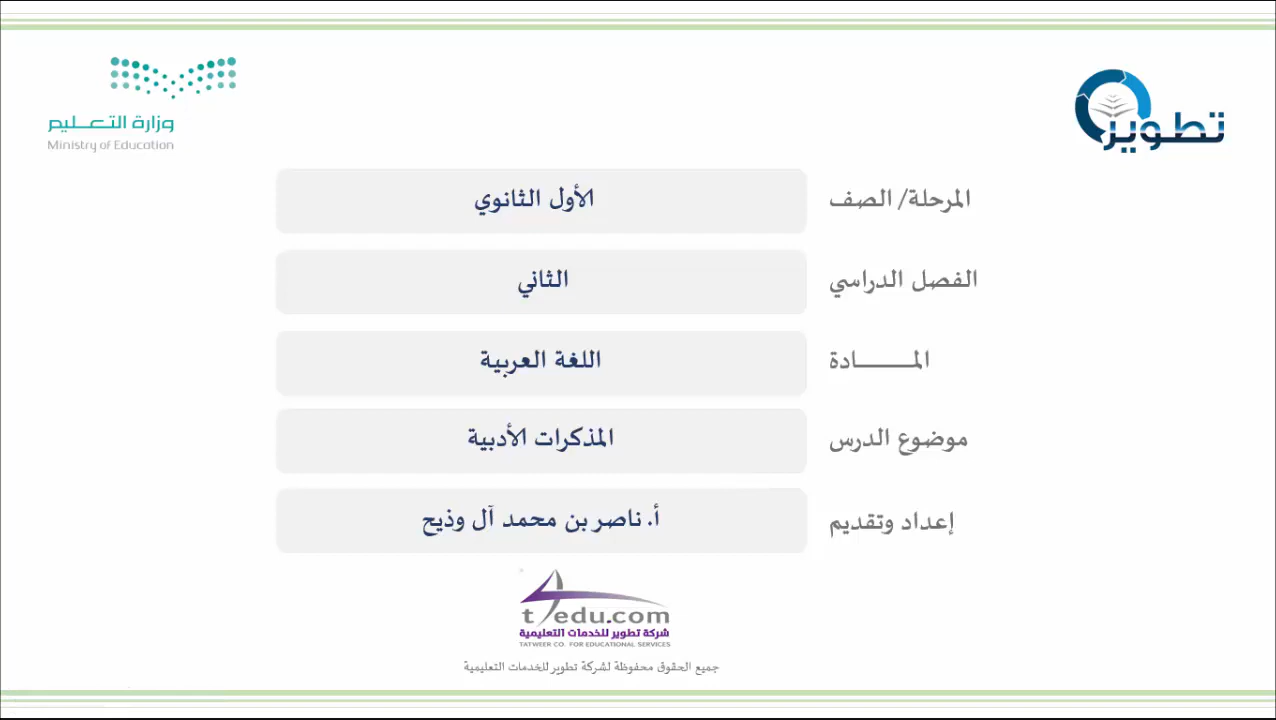 وزارة التعـــليم
Ministry of Education
تطوير
المرحلة/ الصف
الأول الثانوي
الفصل الدراسي
الثاني
المـــــــادة
اللغة العربية
موضوع الدرس
المذكرات الأدبية
إعداد وتقديم
أ. ناصر بن محمد آل وذيح
t4edu.com
شركة تطوير للخدمات التعليمية
TATWEER CO. FOR EDUCATIONAL SERVICES
جميع الحقوق محفوظة لشركة تطوير للخدمات التعليمية